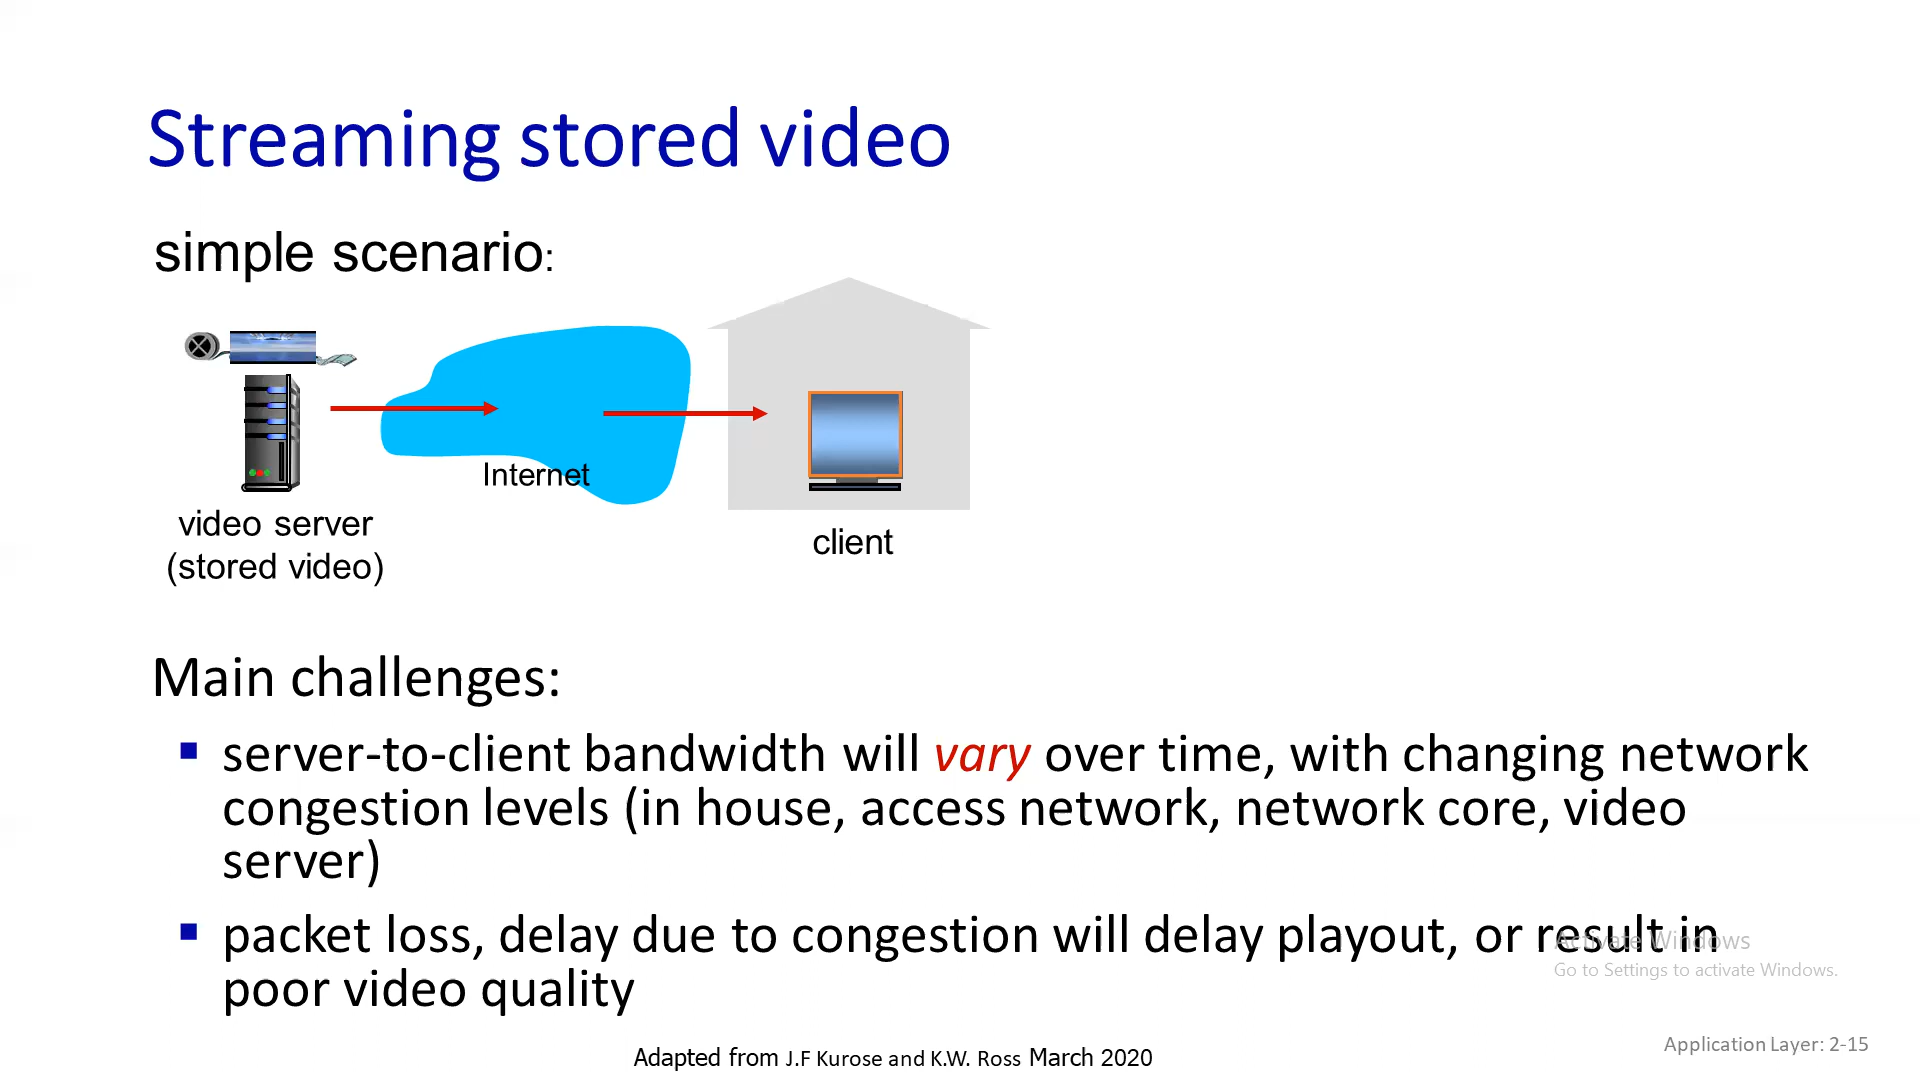 Streaming stored video
simple scenario:
Internet
video server
(stored video)
client
Main challenges:
▪ server-to-client bandwidth will vary over time, with changing network
congestion levels (in house, access network, network core, video
server)
▪ packet loss, delay due to congestion will delay playout, or result in
poor video quality
Activate Windows
Go to Settings to activate Windows.
Application Layer: 2-15
Adapted from J.F Kurose and K.W. Ross March 2020